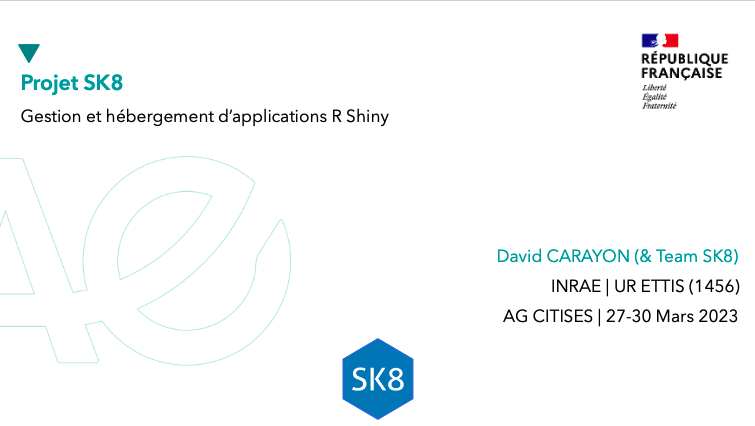 Projet SK8
Gestion et hébergement d’applications R Shiny
RÉPUBLIQUE
FRANÇAISE
Liberté
Égalité
Fraternité
David CARAYON (& Team SK8)
INRAE | UR ETTIS (1456)
AG CITISES | 27-30 Mars 2023
SK8